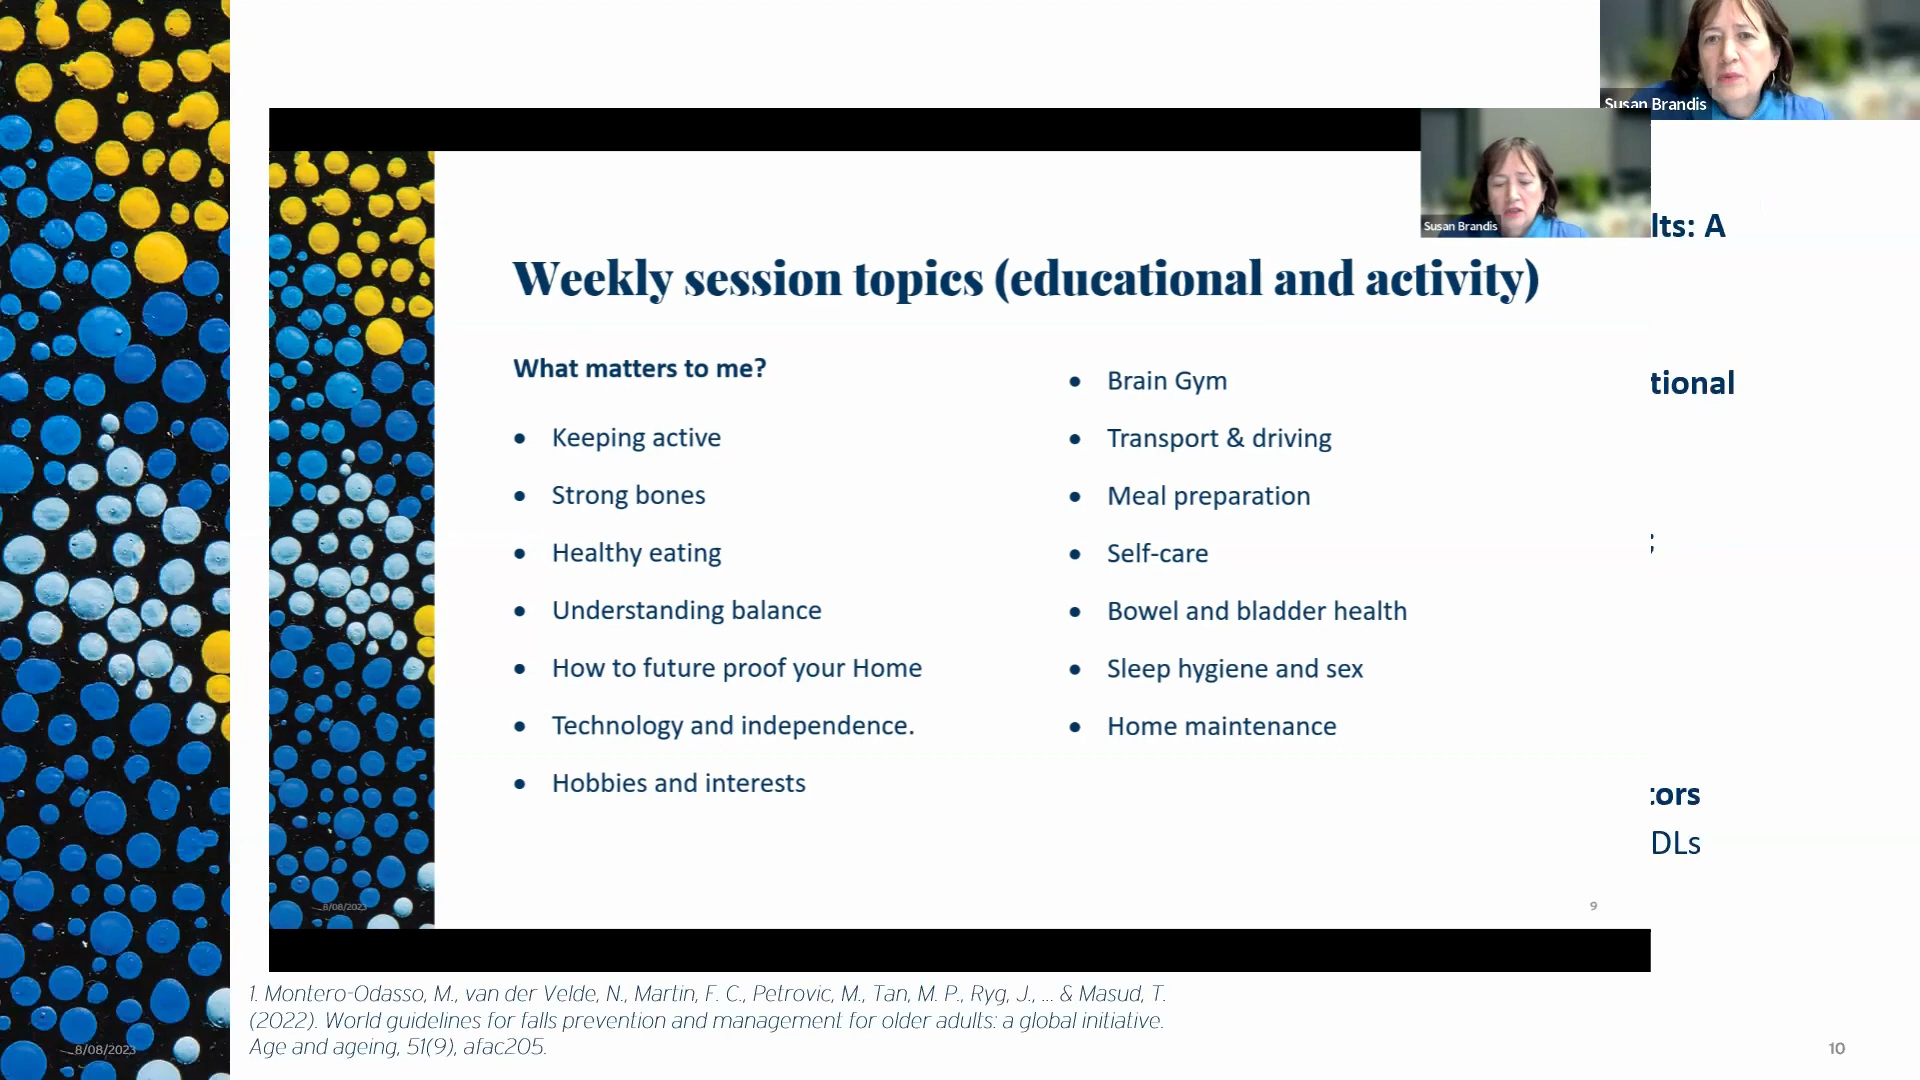 Susan Brandis
Susan Brandis
lts: A
Weekly session topics (educational and activity)
What matters to me?
• Keeping active
• Strong bones
• Healthy eating
• Understanding balance
• How to future proof your Home
• Technology and independence.
• Hobbies and interests
• Brain Gym
• Transport & driving
• Meal preparation
• Self-care
• Bowel and bladder health
• Sleep hygiene and sex
• Home maintenance
tional
;
tors
DLs
8/08/2023
9
1. Montero-Odasso, M., van der Velde, N., Martin, F. C., Petrovic, M., Tan, M. P., Ryg, J., ... & Masud, T.
(2022). World guidelines for falls prevention and management for older adults: a global initiative.
Age and ageing, 51(9), afac205.
8/08/2023
10